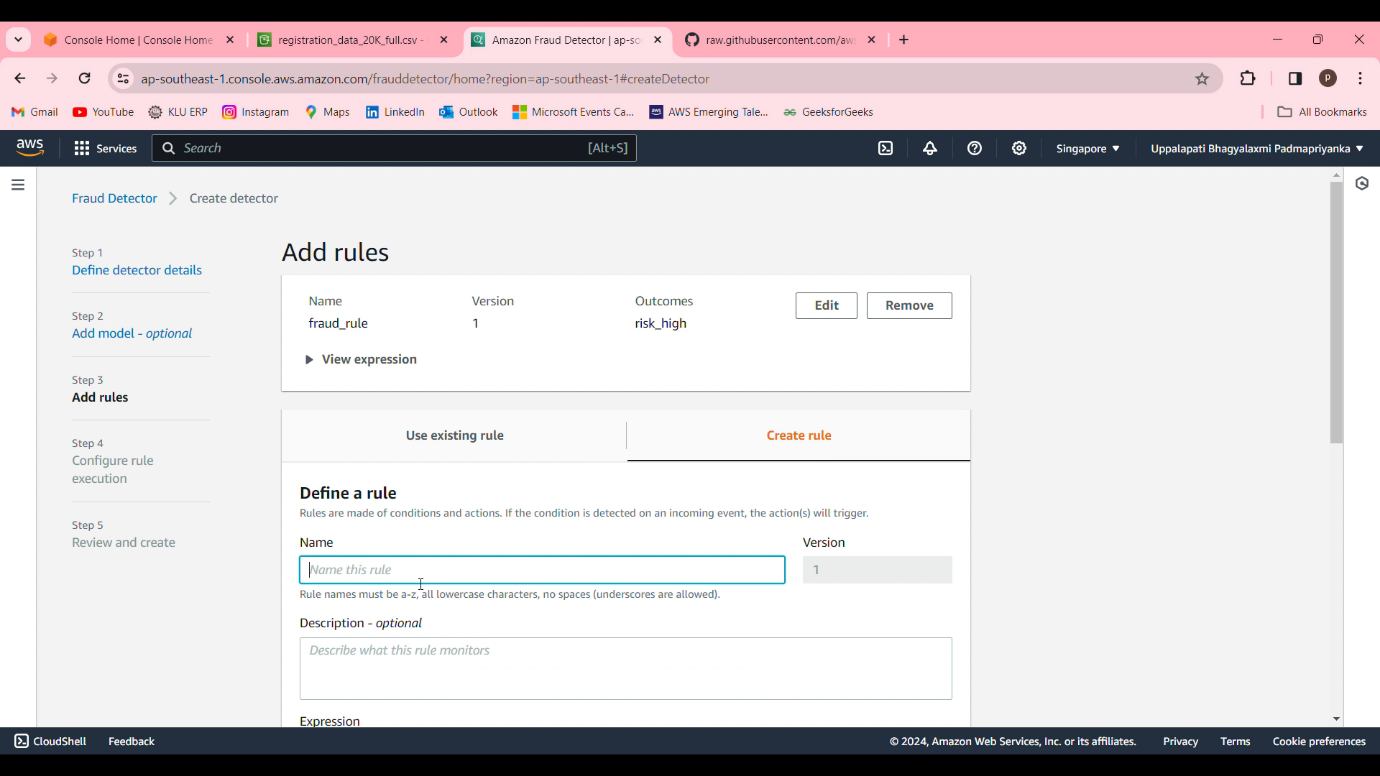 Console Home | Console Home
registration_data_20K_full.csv -
Amazon Fraud Detector | ap-so
raw.githubusercontent.com/aw
ap-southeast-1.console.aws.amazon.com/frauddetector/home?region=ap-southeast-1#createDetector
P
Gmail
YouTube
KLU ERP
Instagram
Maps
LinkedIn
Outlook
Microsoft Events Ca...
AWS Emerging Tale...
GeeksforGeeks
All Bookmarks
aws
Services
Search
[Alt+S]
Singapore
Uppalapati Bhagyalaxmi Padmapriyanka
Fraud Detector
Create detector
Step 1
Define detector details
Step 2
Add model - optional
Step 3
Add rules
Step 4
Configure rule
execution
Step 5
Review and create
Add rules
Name
Version
Outcomes
Edit
Remove
fraud_rule
1
risk_high
View expression
Use existing rule
Create rule
Define a rule
Rules are made of conditions and actions. If the condition is detected on an incoming event, the action(s) will trigger.
Name
Version
Name this rule
1
Rule names must be a-z, all lowercase characters, no spaces (underscores are allowed).
Description - optional
Describe what this rule monitors
Expression
CloudShell
Feedback
© 2024, Amazon Web Services, Inc. or its affiliates.
Privacy
Terms
Cookie preferences